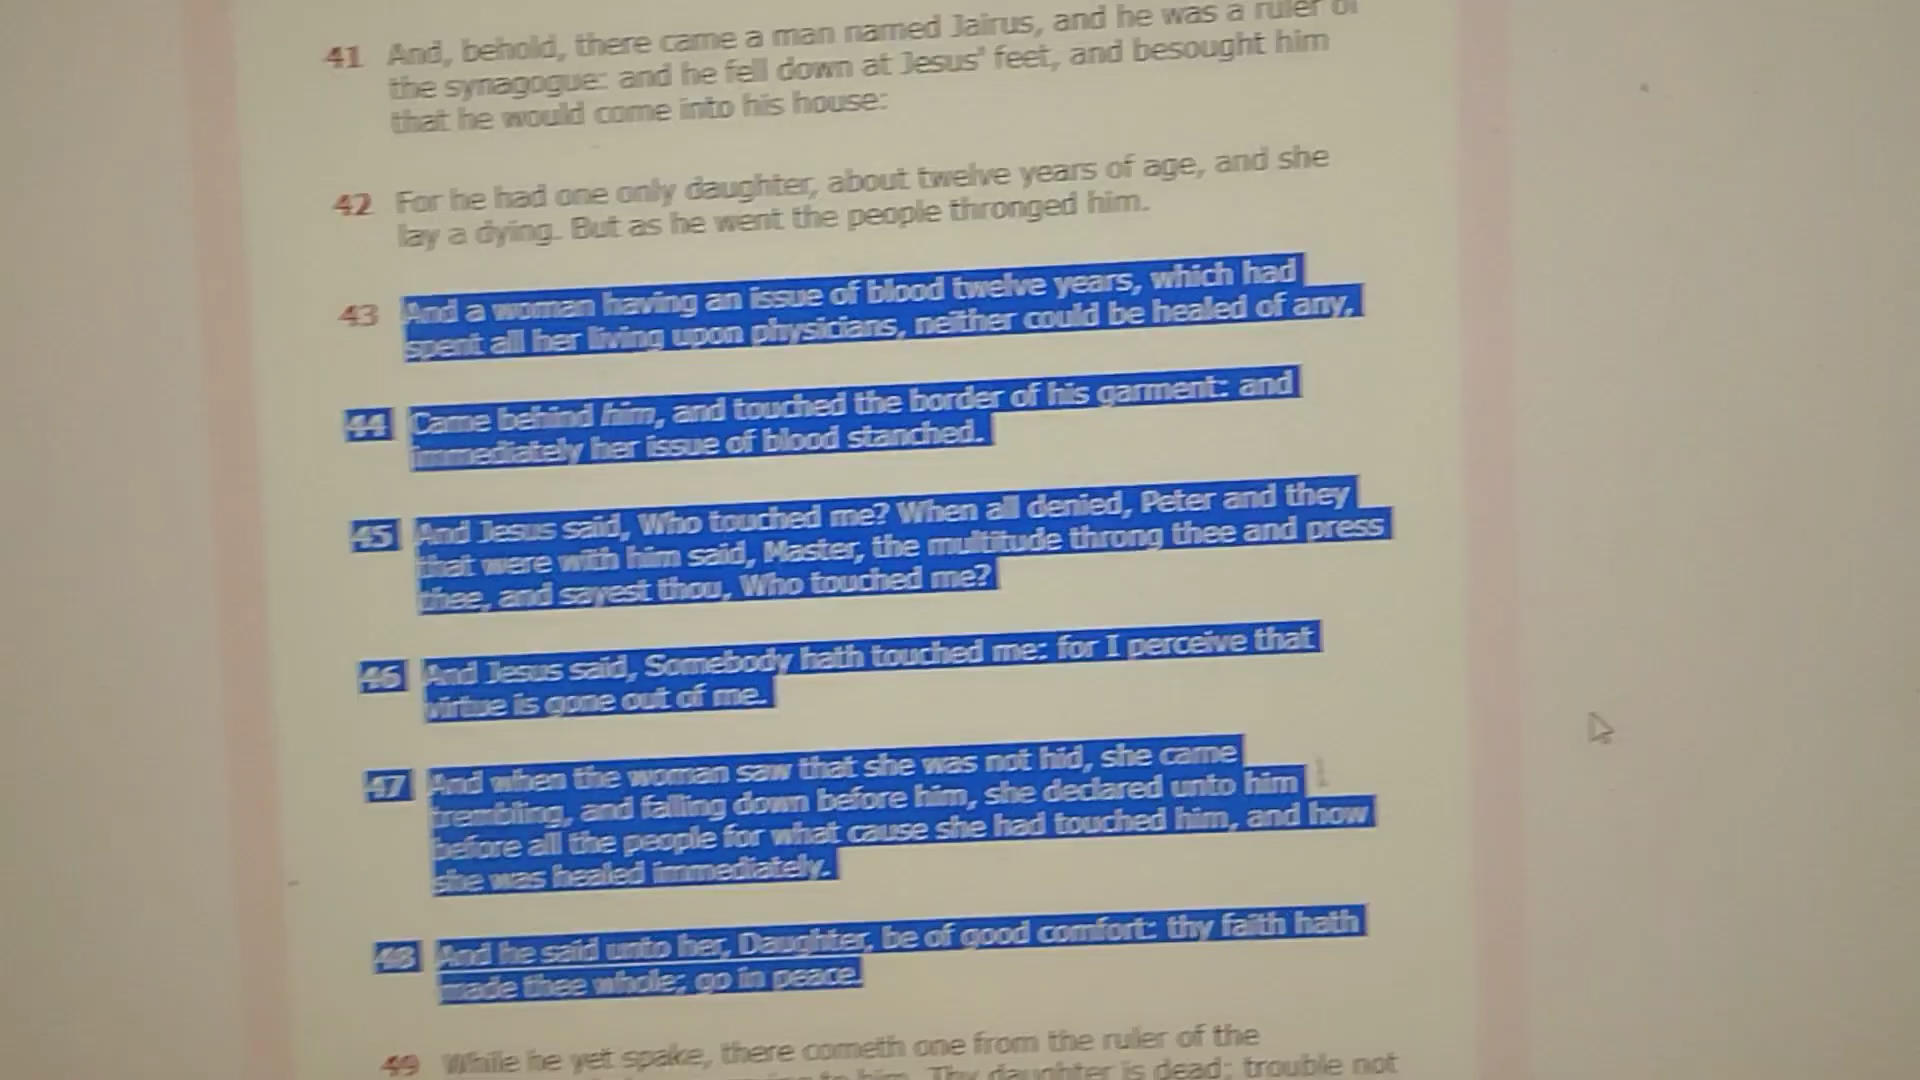 41 And, behold, there came a man named Jairus, and he was a ruler of
the synagogue: and he fell down at Jesus' feet, and besought him
that he would come into his house:
42 For he had one only daughter, about twelve years of age, and she
lay a dying. But as he went the people thronged him.
43 And a woman having an issue of blood twelve years, which had
spent all her living upon physicians, neither could be healed of any,
44 Came behind him, and touched the border of his garment: and
immediately her issue of blood stanched.
45 And Jesus said, Who touched me? When all denied, Peter and they
that were with him said, Master, the multitude throng thee and press
thee, and sayest thou, Who touched me?
46 And Jesus said, Somebody hath touched me: for I perceive that
virtue is gone out of me.
47 And when the woman saw that she was not hid, she came
trembling, and falling down before him, she declared unto him
before all the people for what cause she had touched him, and how
she was healed immediately.
48 And he said unto her, Daughter, be of good comfort: thy faith hath
made thee whole; go in peace.
49 While he yet spake, there cometh one from the ruler of the
to him, Thy daughter is dead; trouble not